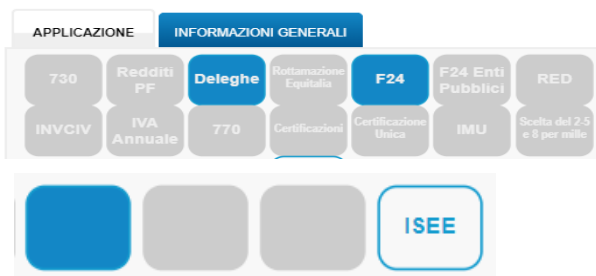 APPLICAZIONE INFORMAZIONI GENERALI
730 Redditi PF Deleghe Rottamazione Equitalia F24 F24 Enti Pubblici RED
INVCIV IVA Annuale 770 Certificazioni Certificazione Unica IMU Scelta del 2-5 e 8 per mille
ISEE